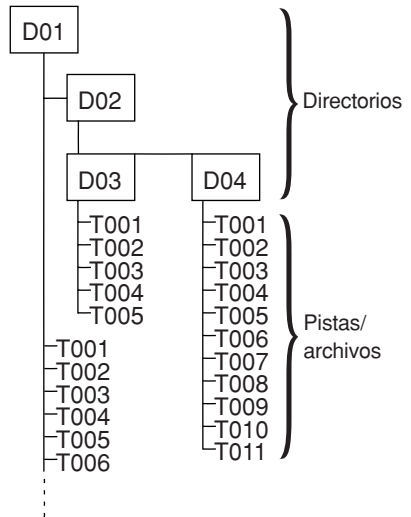 D01
D02
Directorios
D03
D04
T001
T002
T003
T004
T005
T001
T002
T003
T004
T005
T006
T007
T008
T009
T010
T011
Pistas/
archivos
T001
T002
T003
T004
T005
T006